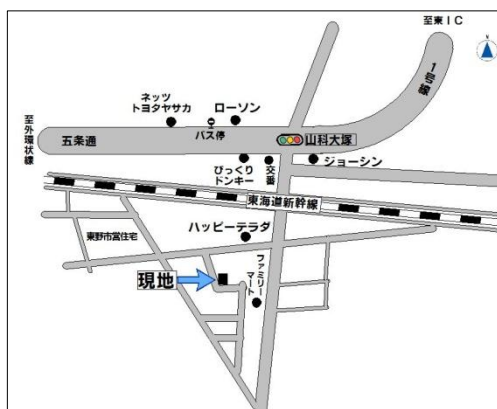 至東IC
N
1号線
ネッツ
トヨタヤサカ
ローソン
バス停
至外環状線
五条通
山科大塚
びっくり
ドンキー
交番
ジョーシン
東海道新幹線
東野市営住宅
ハッピーテラダ
現地
ファミリー
マート